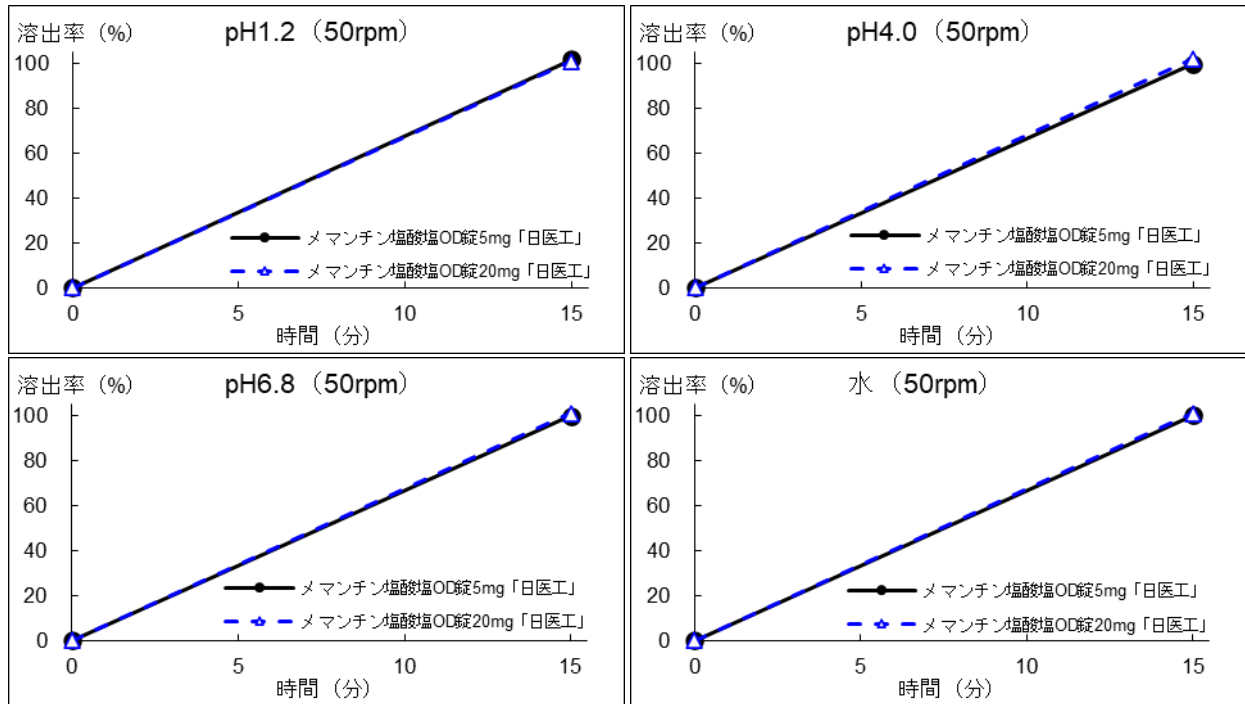 溶出率 (%) pH1.2（50rpm）
100
80
60
40
20
0
メマンチン塩酸塩OD錠5mg「日医工」
メマンチン塩酸塩OD錠20mg「日医工」
0 5 10 15
時間（分）
溶出率 (%) pH4.0（50rpm）
100
80
60
40
20
0
メマンチン塩酸塩OD錠5mg「日医工」
メマンチン塩酸塩OD錠20mg「日医工」
0 5 10 15
時間（分）
溶出率 (%) pH6.8（50rpm）
100
80
60
40
20
0
メマンチン塩酸塩OD錠5mg「日医工」
メマンチン塩酸塩OD錠20mg「日医工」
0 5 10 15
時間（分）
溶出率 (%) 水（50rpm）
100
80
60
40
20
0
メマンチン塩酸塩OD錠5mg「日医工」
メマンチン塩酸塩OD錠20mg「日医工」
0 5 10 15
時間（分）